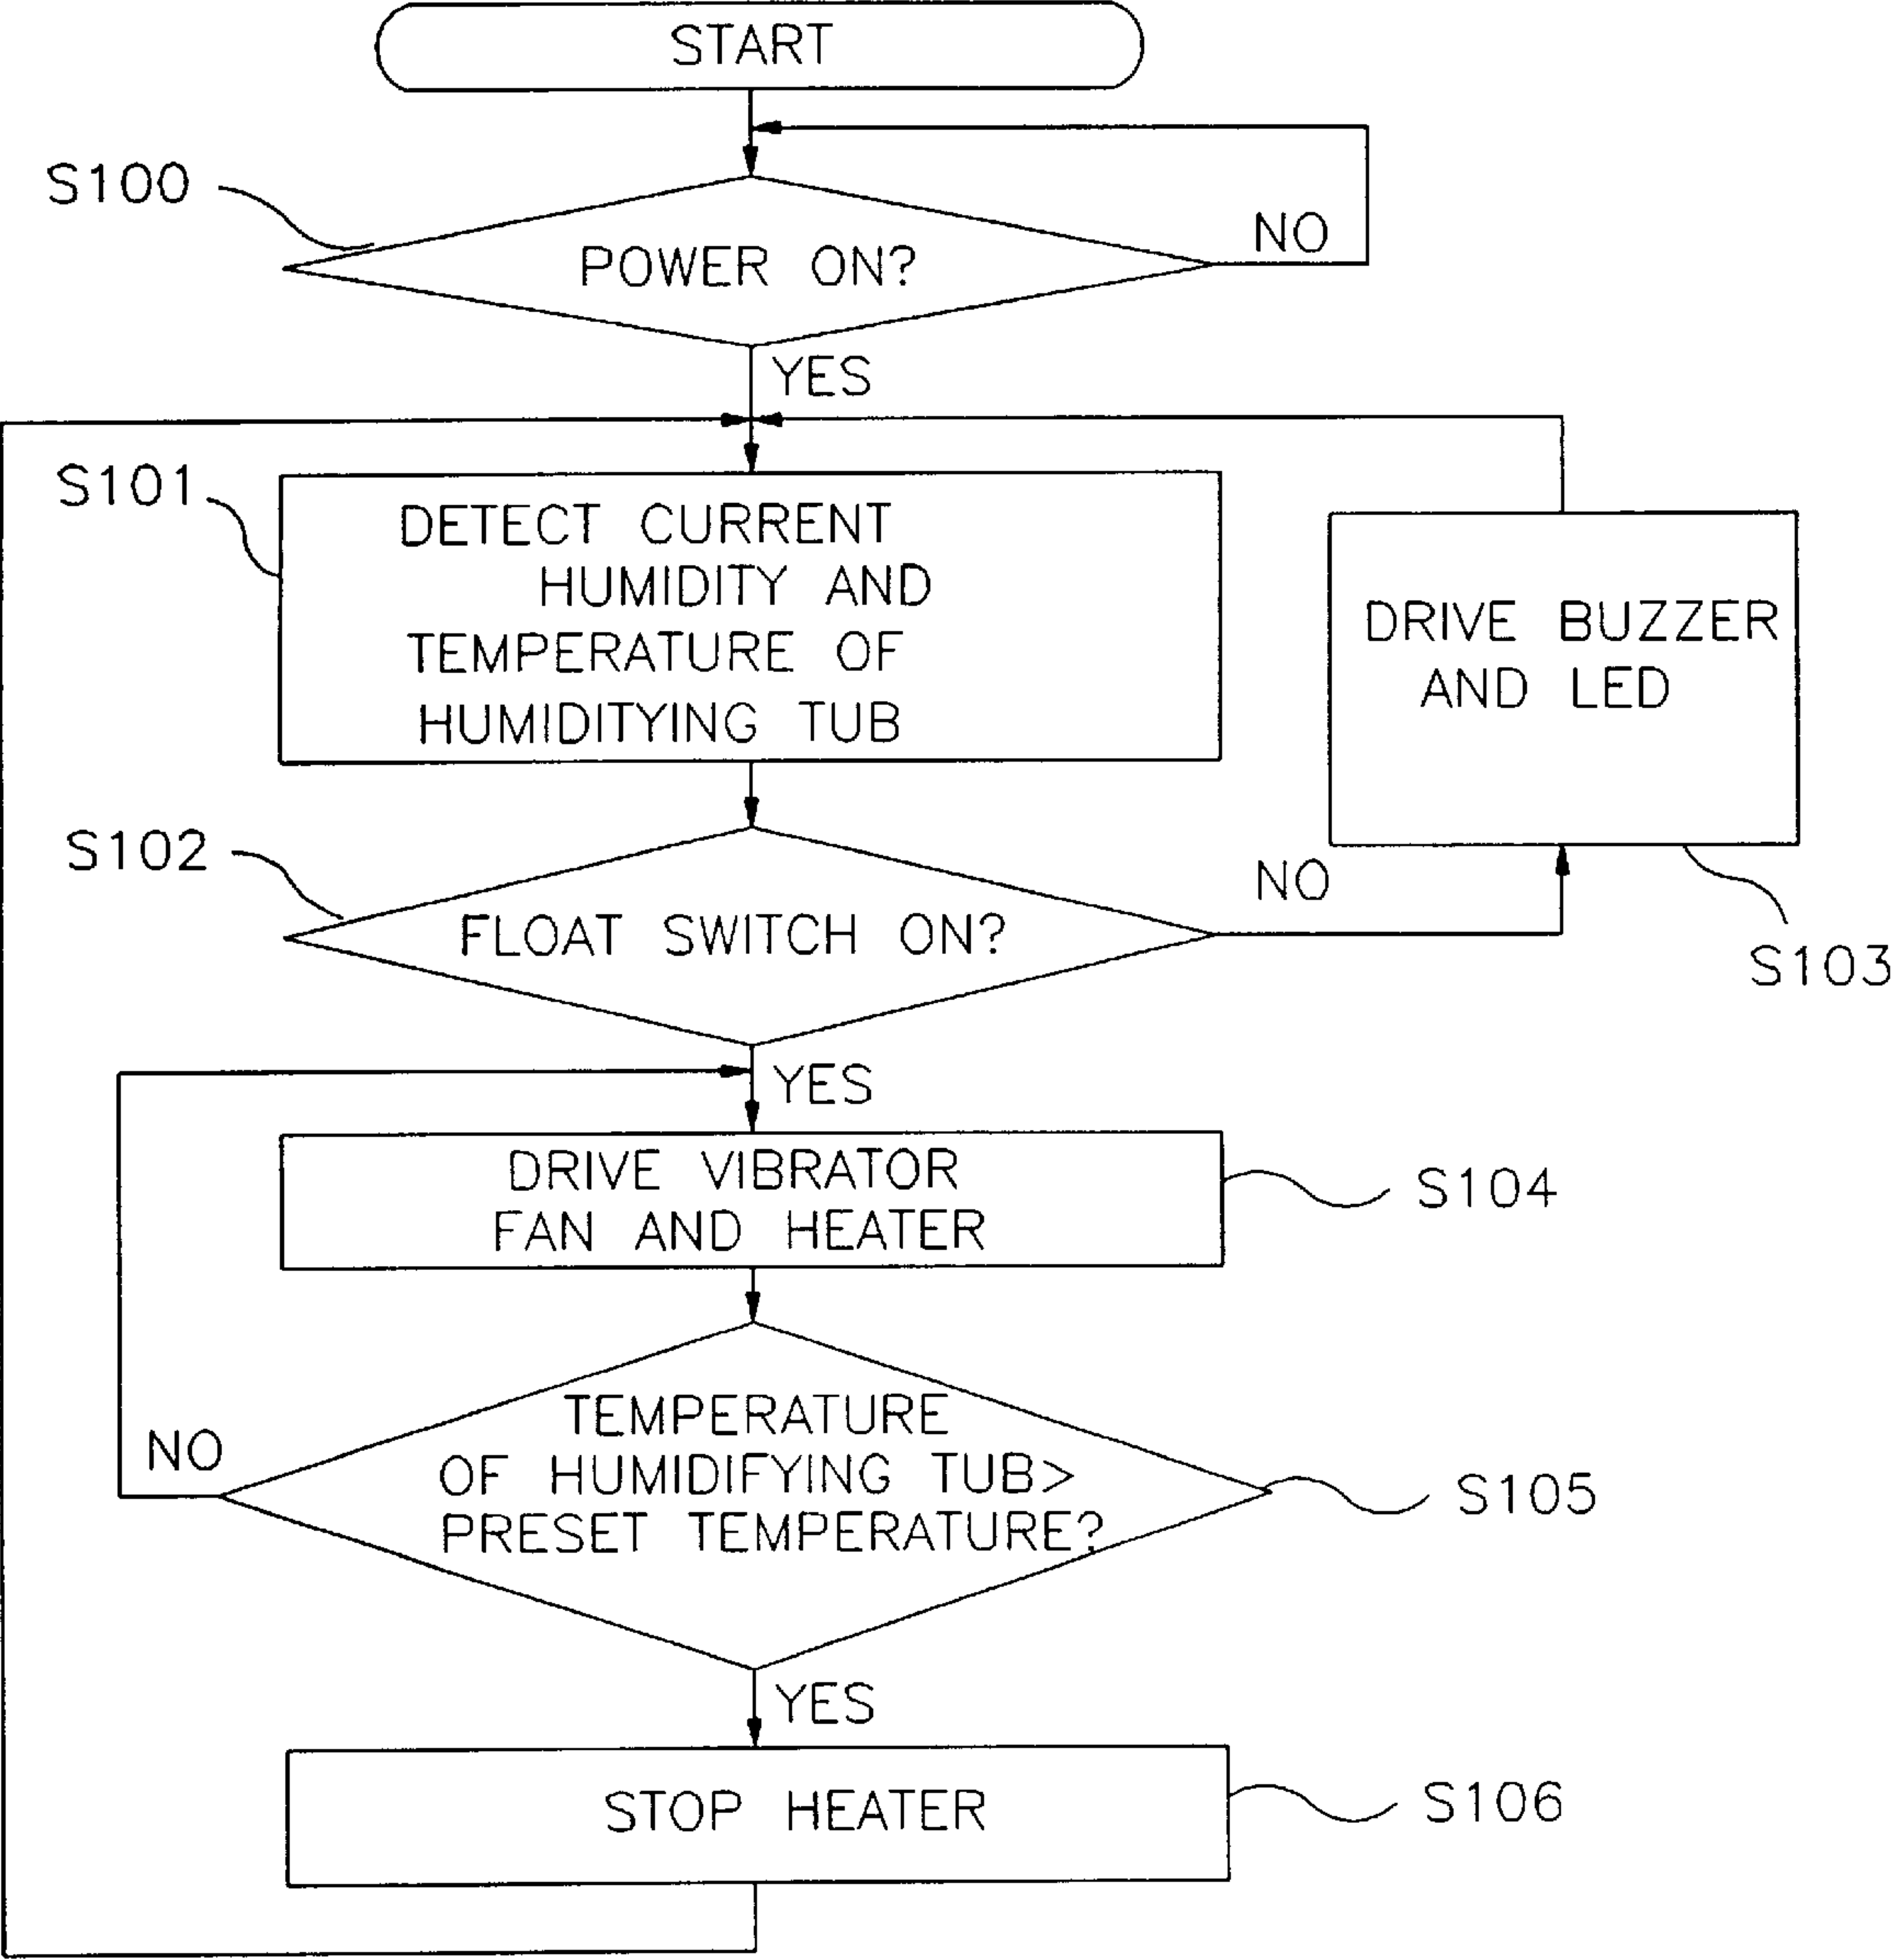 START
S100
NO
POWER ON?
YES
S101
DETECT CURRENT
HUMIDITY AND
TEMPERATURE OF
HUMIDITYING TUB
DRIVE BUZZER
AND LED
S102
NO
FLOAT SWITCH ON?
S103
YES
DRIVE VIBRATOR
FAN AND HEATER
S104
TEMPERATURE
NO
OF HUMIDIFYING TUB>
PRESET TEMPERATURE?
S105
YES
STOP HEATER
S106